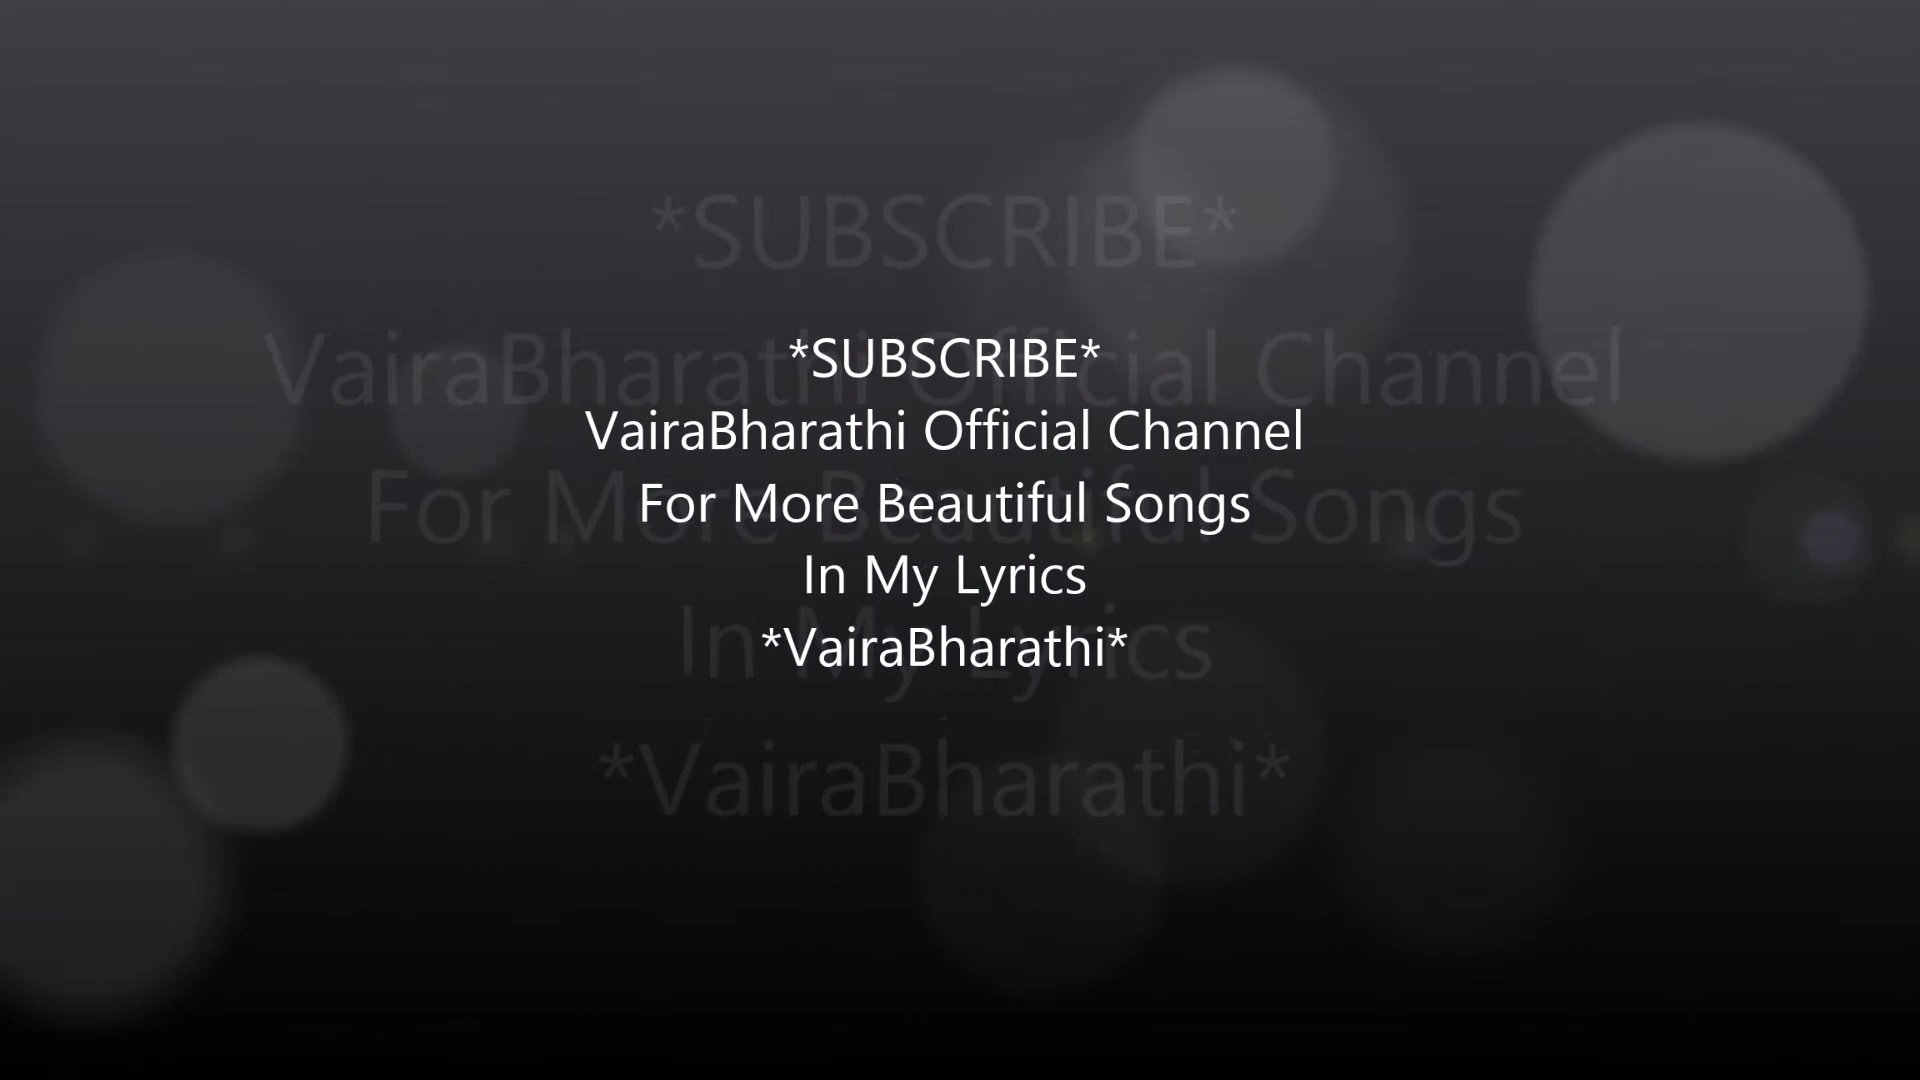 *SUBSCRIBE*
VairaBharathi Official Channel
For More Beautiful Songs
In My Lyrics
*VairaBharathi*